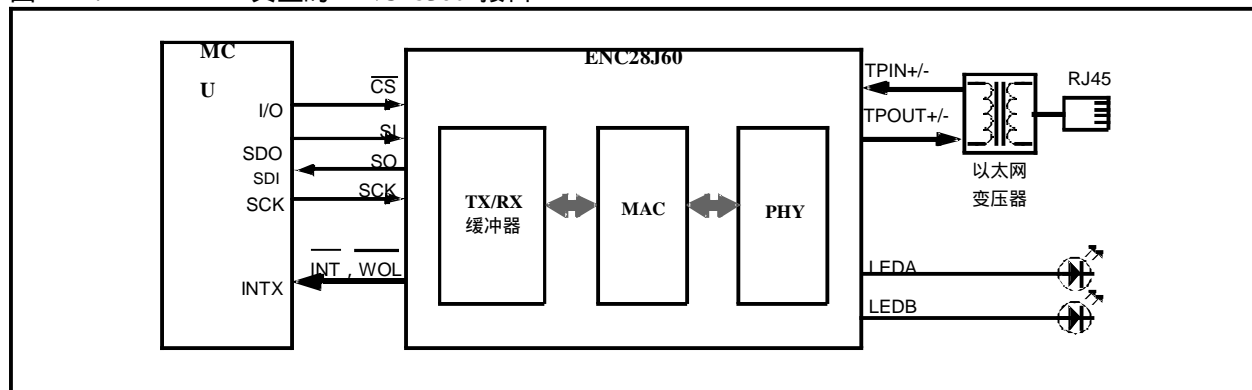 MC
U
ENC28J60
I/O
CS
SDO
SI
SDI
SO
SCK
SCK
INTX
INT , WOL
TX/RX
缓冲器
MAC
PHY
TPIN+/-
TPOUT+/-
RJ45
以太网
变压器
LEDA
LEDB